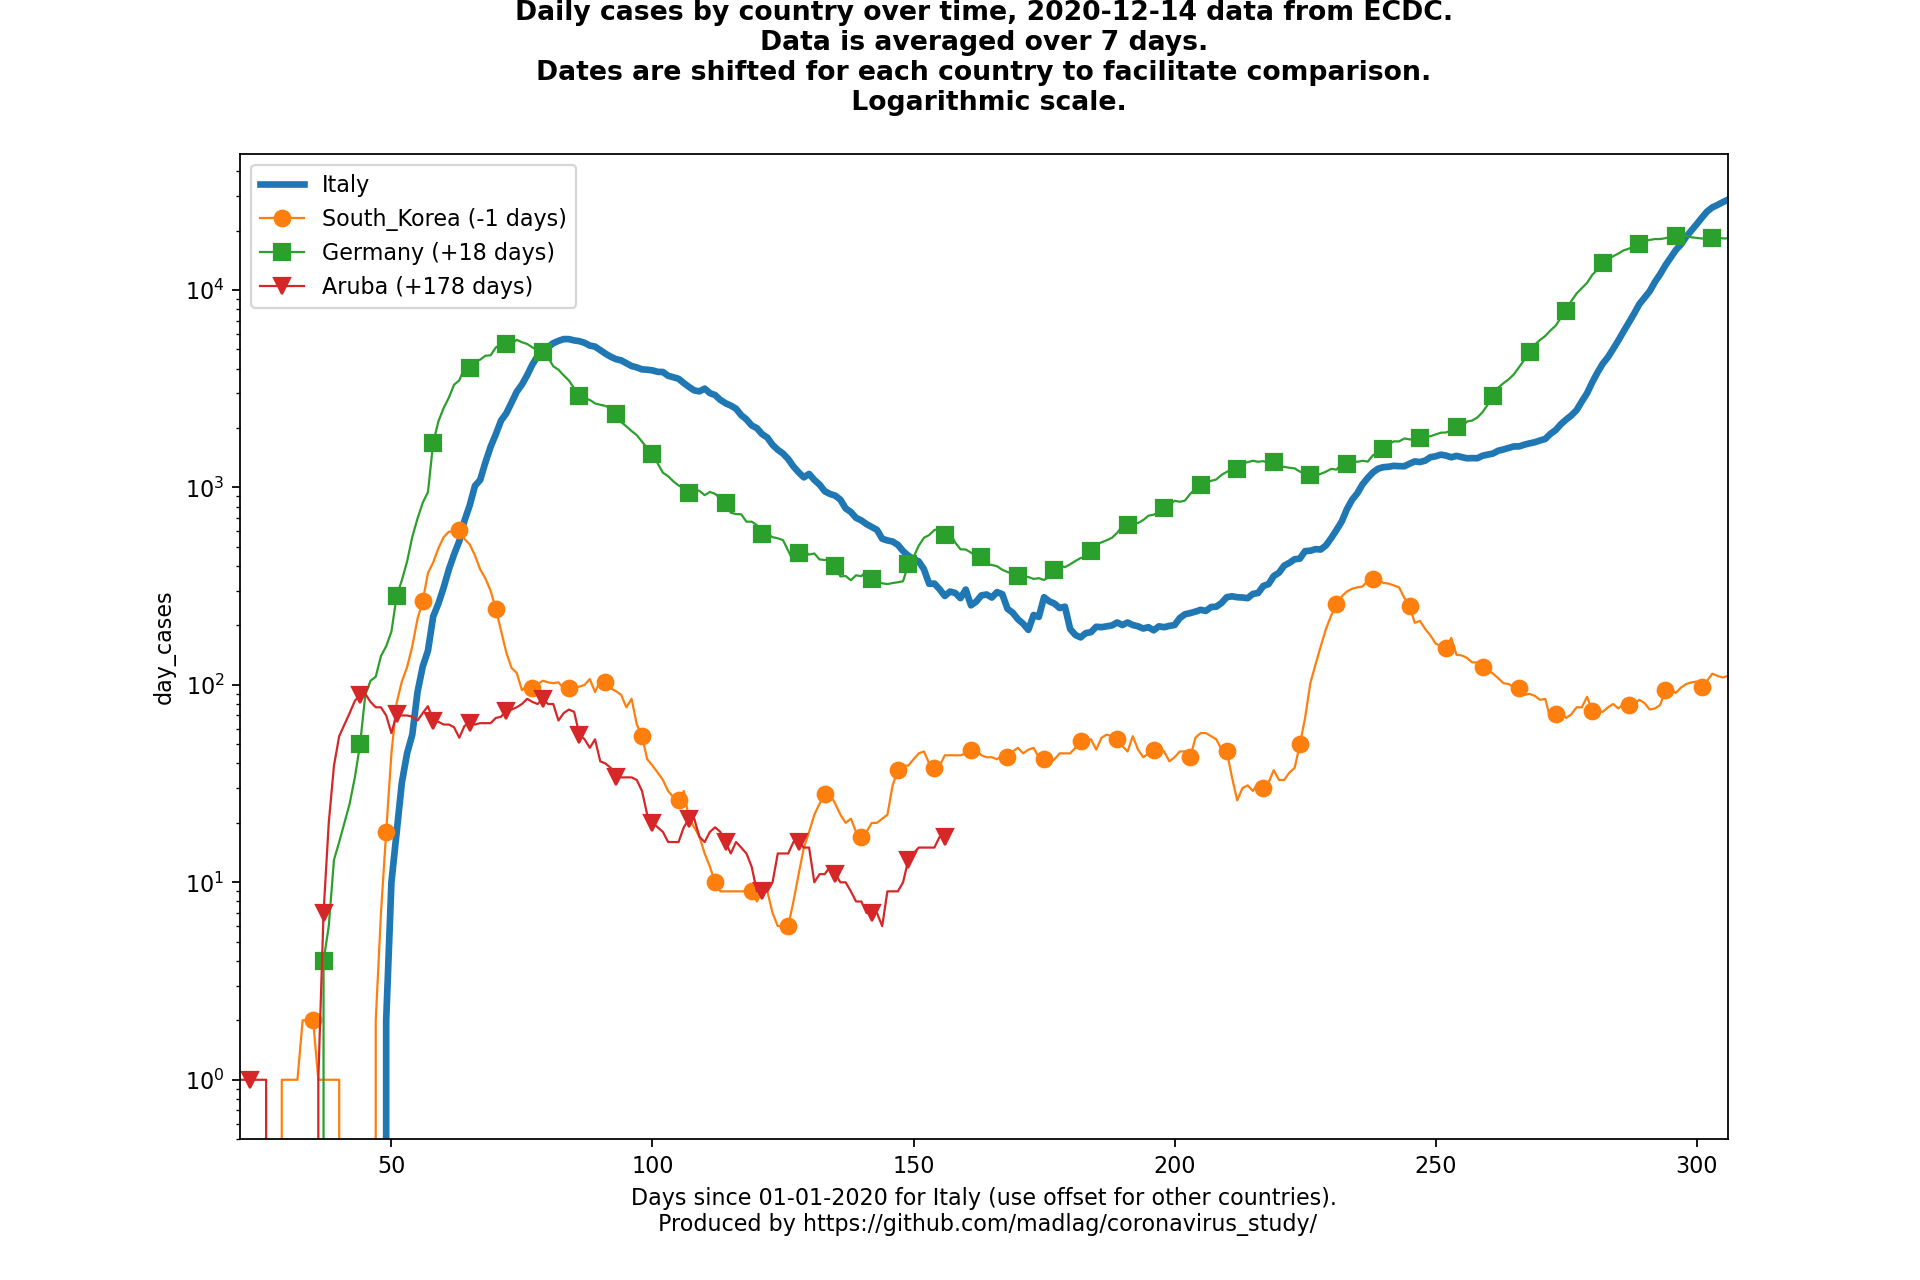 Daily cases by country over time, 2020-12-14 data from ECDC.
Data is averaged over 7 days.
Dates are shifted for each country to facilitate comparison.
Logarithmic scale.
Italy
South_Korea (-1 days)
Germany (+18 days)
Aruba (+178 days)
day_cases
10⁴
10³
10²
10¹
10⁰
50 100 150 200 250 300
Days since 01-01-2020 for Italy (use offset for other countries).
Produced by https://github.com/madlag/coronavirus_study/